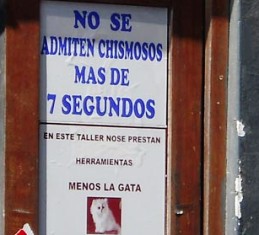 NO SE
ADMITEN CHISMOSOS
MAS DE
7 SEGUNDOS
EN ESTE TALLER NOSE PRESTAN
HERRAMIENTAS
MENOS LA GATA